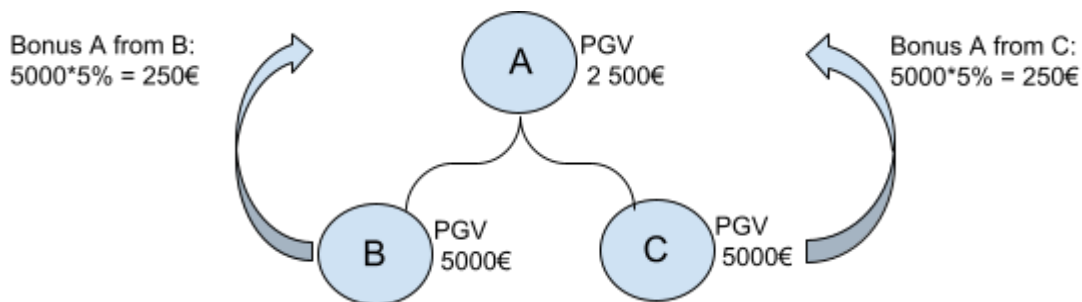 Bonus A from B:
5000*5% = 250€
A
PGV
2 500€
Bonus A from C:
5000*5% = 250€
B
PGV
5000€
C
PGV
5000€